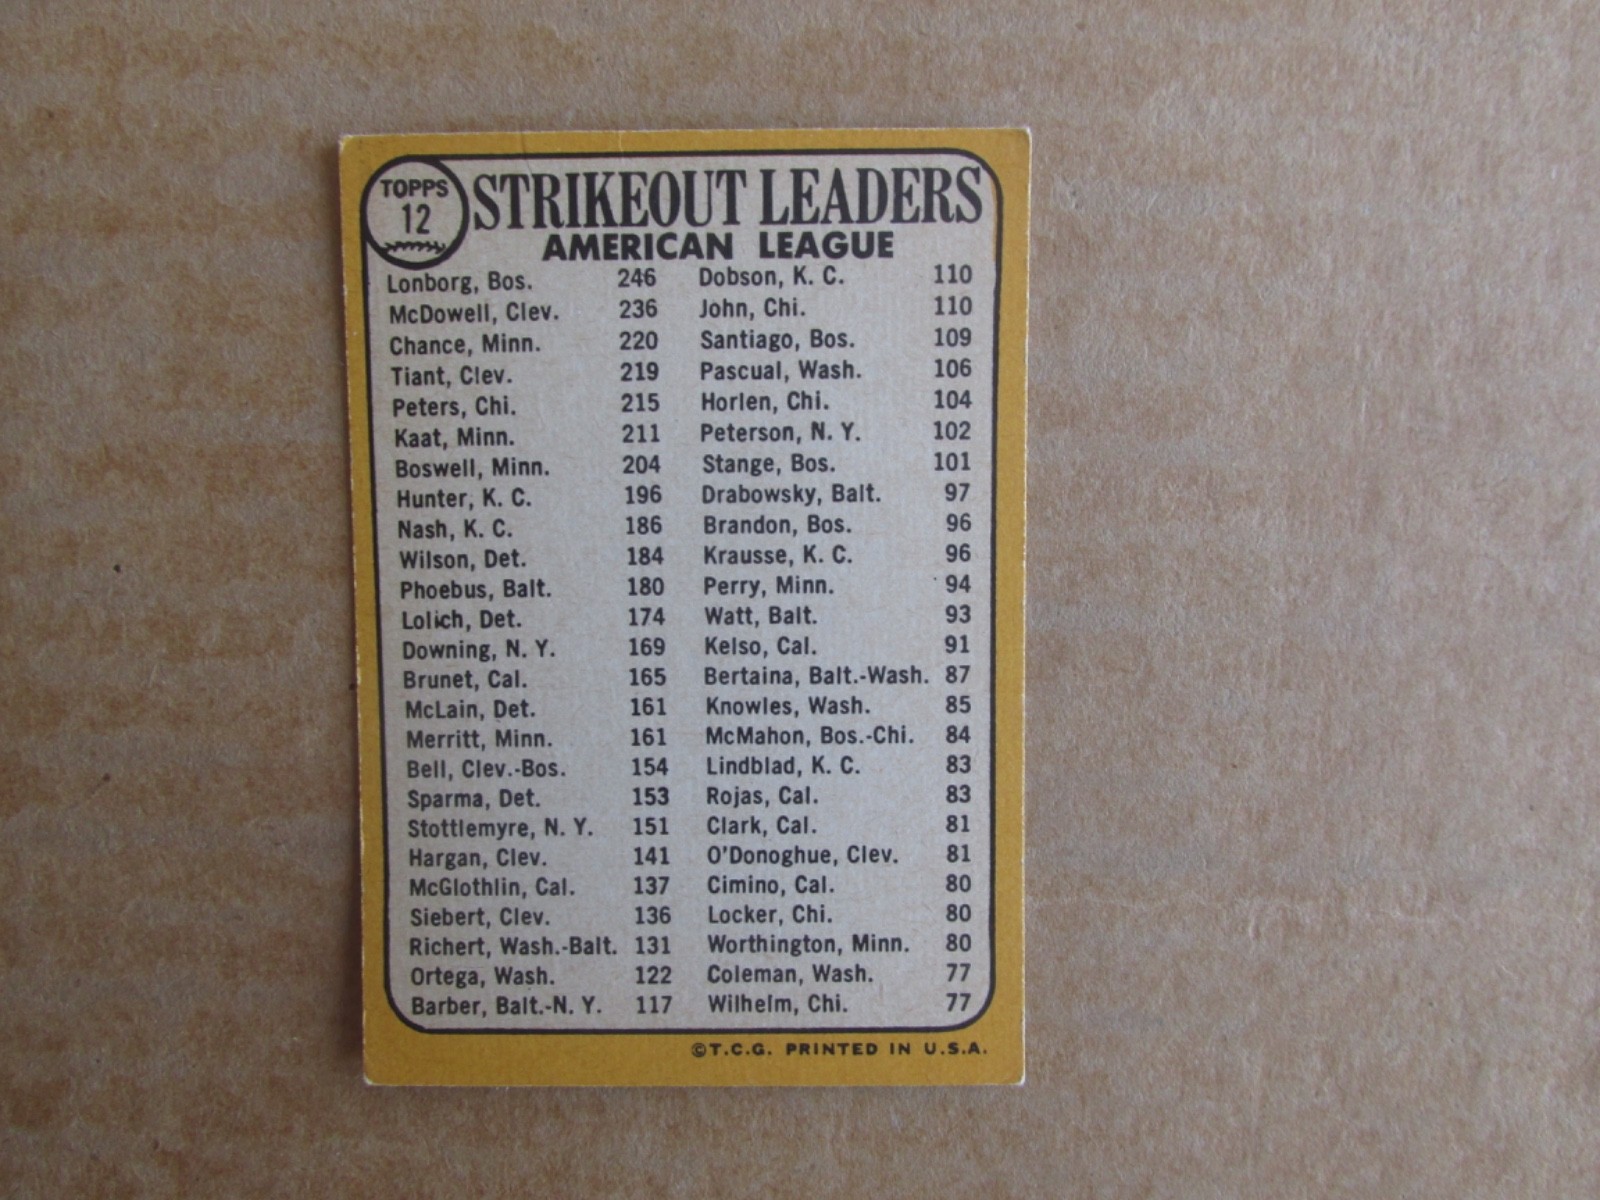 TOPPS
12
STRIKEOUT LEADERS
AMERICAN LEAGUE
Lonborg, Bos. 246
McDowell, Clev. 236
Chance, Minn. 220
Tiant, Clev. 219
Peters, Chi. 215
Kaat, Minn. 211
Boswell, Minn. 204
Hunter, K. C. 196
Nash, K. C. 186
Wilson, Det. 184
Phoebus, Balt. 180
Lolich, Det. 174
Downing, N. Y. 169
Brunet, Cal. 165
McLain, Det. 161
Merritt, Minn. 161
Bell, Clev.-Bos. 154
Sparma, Det. 153
Stottlemyre, N. Y. 151
Hargan, Clev. 141
McGlothlin, Cal. 137
Siebert, Clev. 136
Richert, Wash.-Balt. 131
Ortega, Wash. 122
Barber, Balt.-N. Y. 117
Dobson, K. C. 110
John, Chi. 110
Santiago, Bos. 109
Pascual, Wash. 106
Horlen, Chi. 104
Peterson, N. Y. 102
Stange, Bos. 101
Drabowsky, Balt. 97
Brandon, Bos. 96
Krausse, K. C. 96
Perry, Minn. 94
Watt, Balt. 93
Kelso, Cal. 91
Bertaina, Balt.-Wash. 87
Knowles, Wash. 85
McMahon, Bos.-Chi. 84
Lindblad, K. C. 83
Rojas, Cal. 83
Clark, Cal. 81
O'Donoghue, Clev. 81
Cimino, Cal. 80
Locker, Chi. 80
Worthington, Minn. 80
Coleman, Wash. 77
Wilhelm, Chi. 77
©T.C.G. PRINTED IN U.S.A.